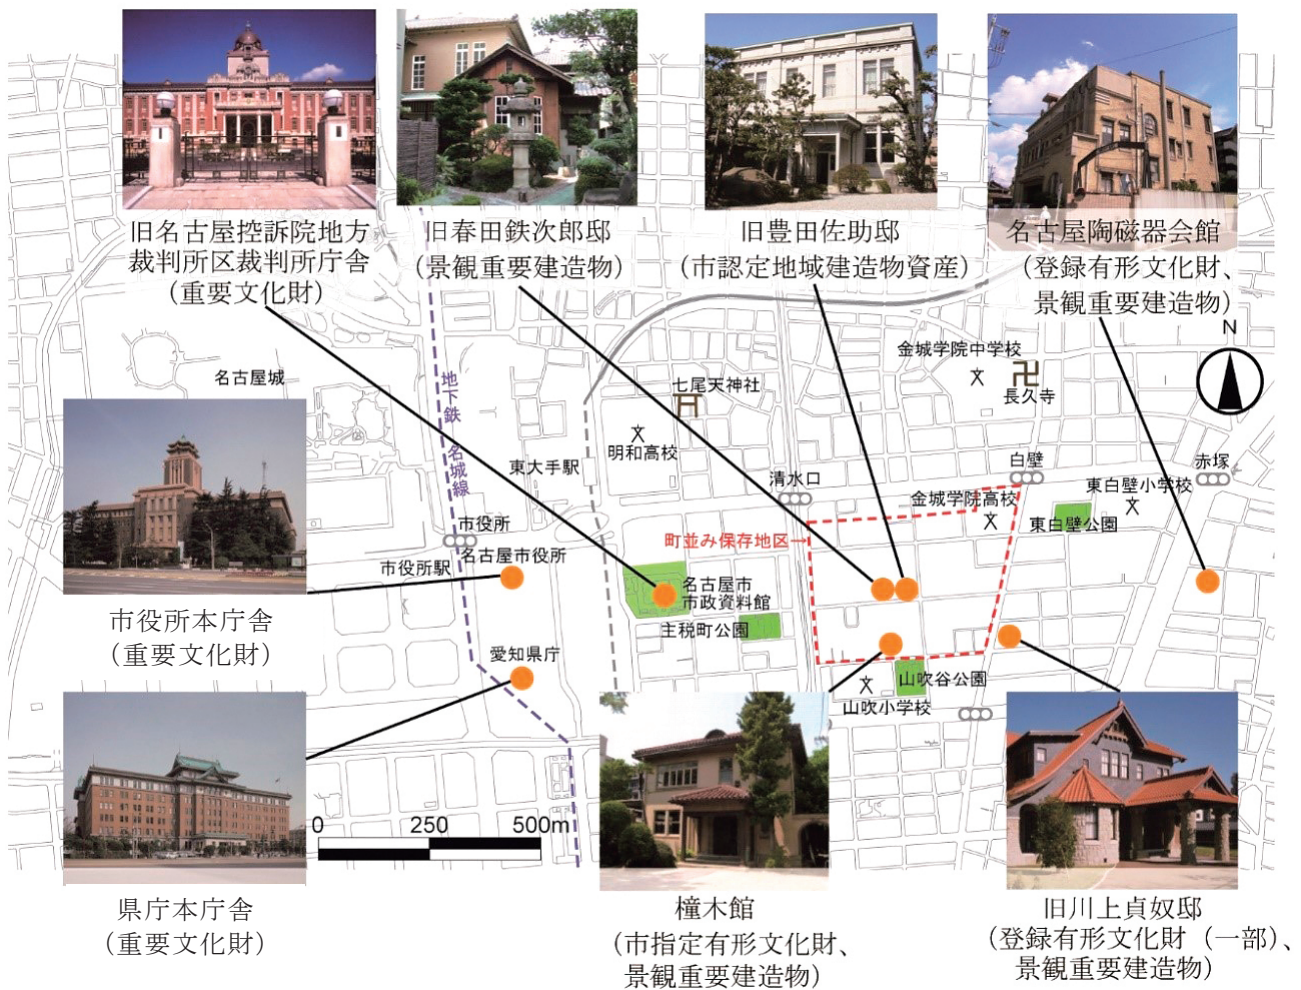 旧名古屋控訴院地方
裁判所区裁判所庁舎
（重要文化財）
旧春田鉄次郎邸
（景観重要建造物）
旧豊田佐助邸
（市認定地域建造物資産）
名古屋陶磁器会館
（登録有形文化財、
景観重要建造物）
N
名古屋城
地下鉄 名城線
七尾天神社
明和高校
東大手駅
金城学院中学校
長久寺
清水口
白壁
赤塚
金城学院高校
東白壁小学校
東白壁公園
市役所
名古屋市役所
市役所駅
町並み保存地区
名古屋市
市政資料館
主税町公園
愛知県庁
山吹谷公園
山吹小学校
市役所本庁舎
（重要文化財）
0 250 500m
県庁本庁舎
（重要文化財）
橦木館
（市指定有形文化財、
景観重要建造物）
旧川上貞奴邸
（登録有形文化財（一部）、
景観重要建造物）